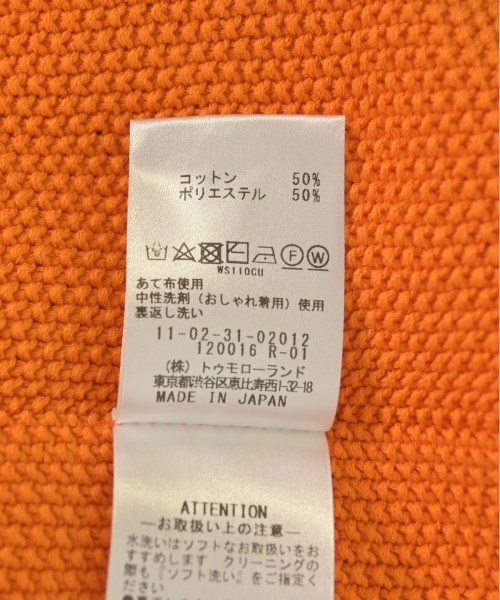 コットン 50%
ポリエステル 50%
F W
WS110GU
あて布使用
中性洗剤(おしゃれ着用)使用
裏返し洗い
11-02-31-02012
120016 R-01
(株)トゥモローランド
東京都渋谷区恵比寿西1-32-18
MADE IN JAPAN
ATTENTION
―お取扱い上の注意―
水洗いはソフトなお取扱いをお
すすめします クリーニングの
際も『ソフト洗い』をご指定く
ださい